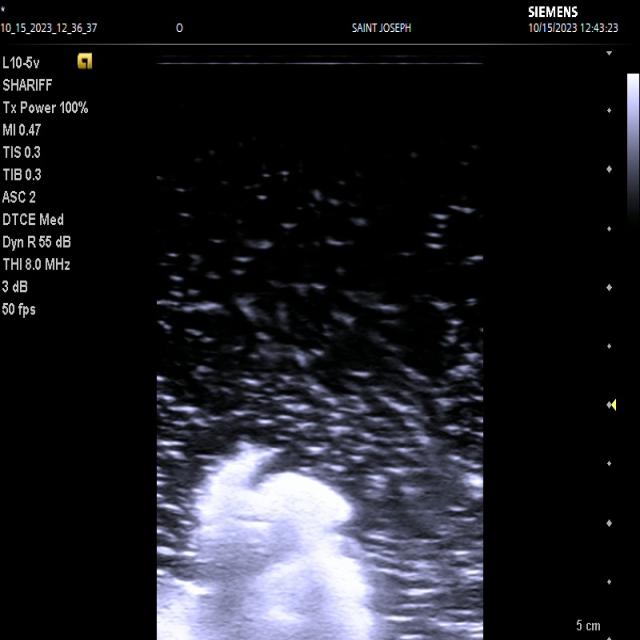 *
SIEMENS
10_15_2023_12_36_37 O SAINT JOSEPH 10/15/2023 12:43:23
L10-5v
SHARIFF
Tx Power 100%
MI 0.47
TIS 0.3
TIB 0.3
ASC 2
DTCE Med
Dyn R 55 dB
THI 8.0 MHz
3 dB
50 fps
5 cm